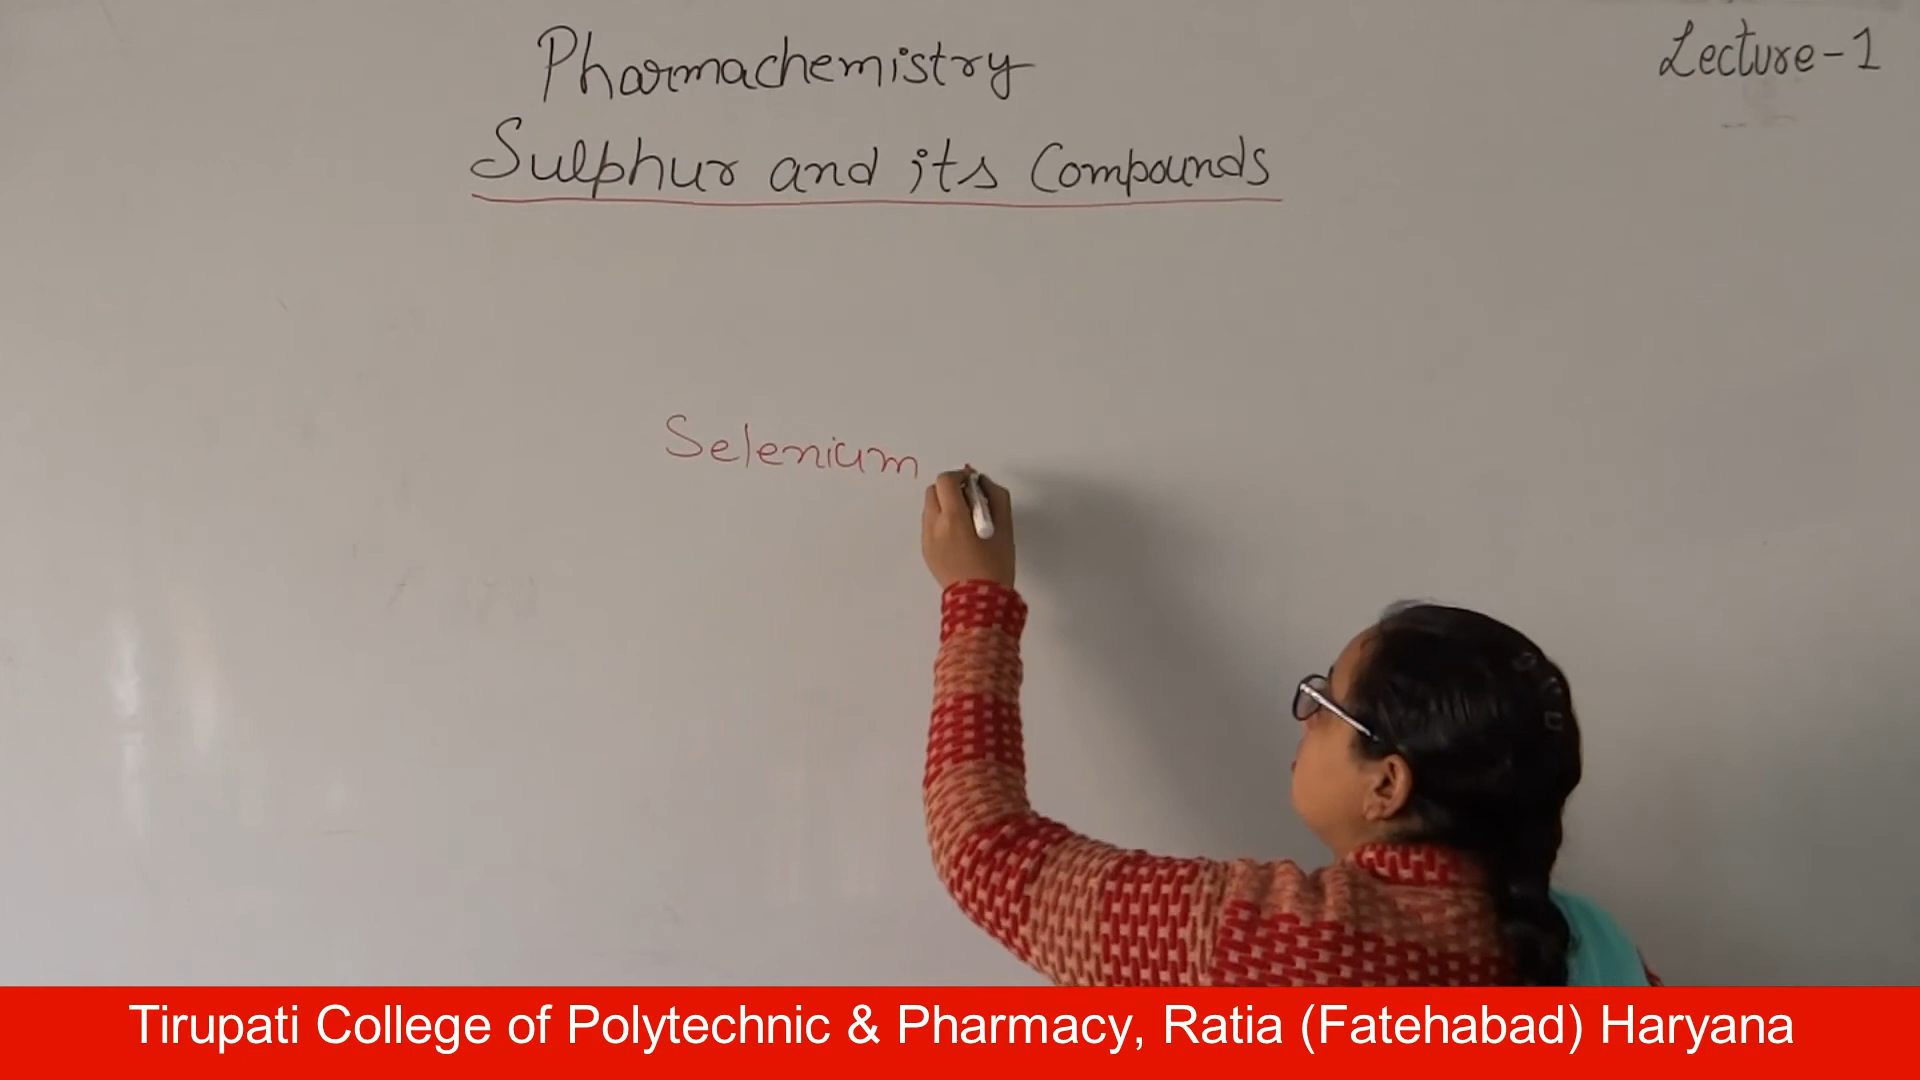 Pharmachemistry
Lecture-1
Sulphur and its Compounds
Selenium
Tirupati College of Polytechnic & Pharmacy, Ratia (Fatehabad) Haryana